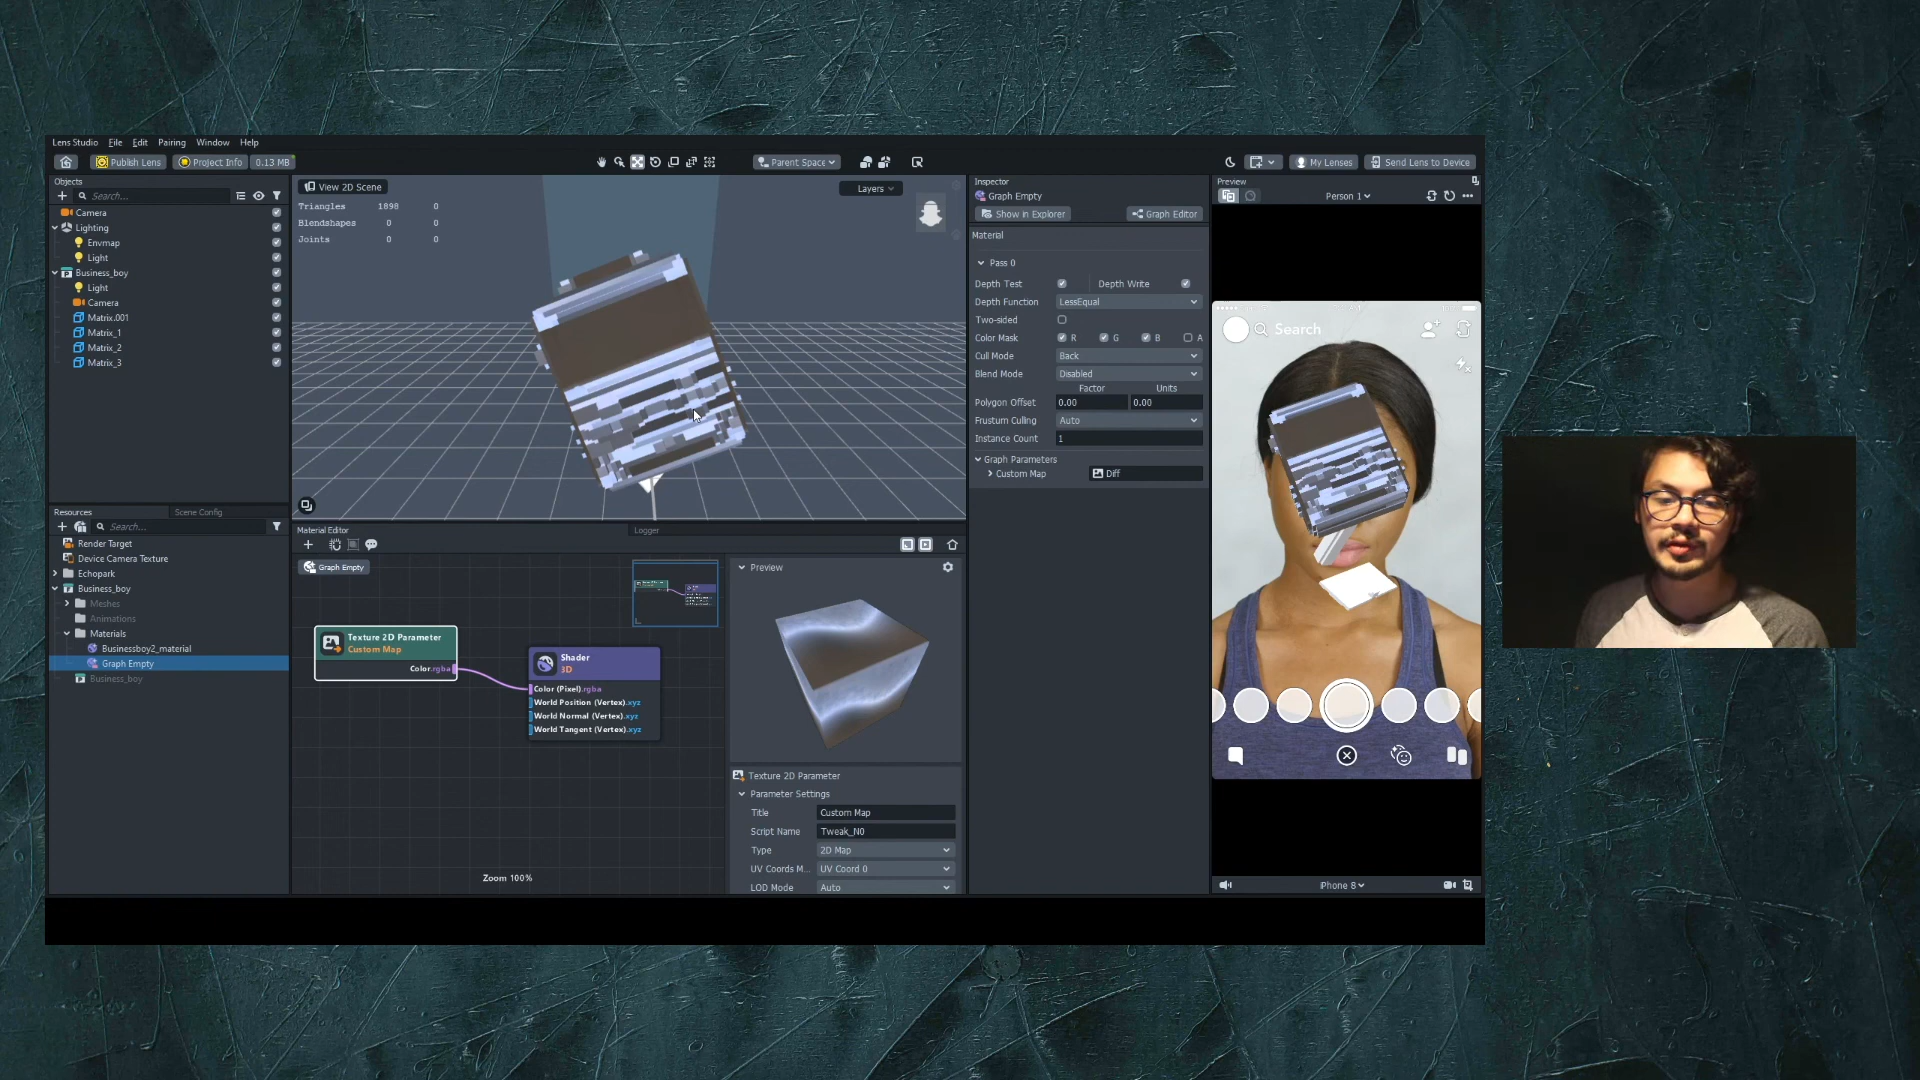 Lens Studio File Edit Pairing Window Help
Publish Lens Project Info 0.13 MB
Parent Space
My Lenses Send Lens to Device
Objects
Search...
Camera
Lighting
Envmap
Light
Business_boy
Light
Camera
Matrix.001
Matrix_1
Matrix_2
Matrix_3
View 2D Scene
Layers
Triangles 1898 0
Blendshapes 0 0
Joints 0 0
Resources Scene Config
Search...
Render Target
Device Camera Texture
Echopark
Business_boy
Meshes
Animations
Materials
Businessboy2_material
Graph Empty
Business_boy
Material Editor Logger
Graph Empty
Texture 2D Parameter
Custom Map
Color.rgba
Shader
3D
Color (Pixel).rgba
World Position (Vertex).xyz
World Normal (Vertex).xyz
World Tangent (Vertex).xyz
Zoom 100%
Preview
Texture 2D Parameter
Parameter Settings
Title Custom Map
Script Name Tweak_N0
Type 2D Map
UV Coords M... UV Coord 0
LOD Mode Auto
Inspector
Graph Empty
Show in Explorer Graph Editor
Material
Pass 0
Depth Test Depth Write
Depth Function LessEqual
Two-sided
Color Mask R G B A
Cull Mode Back
Blend Mode Disabled
Factor Units
Polygon Offset 0.00 0.00
Frustum Culling Auto
Instance Count 1
Graph Parameters
Custom Map Diff
Preview
Person 1
Search
iPhone 8